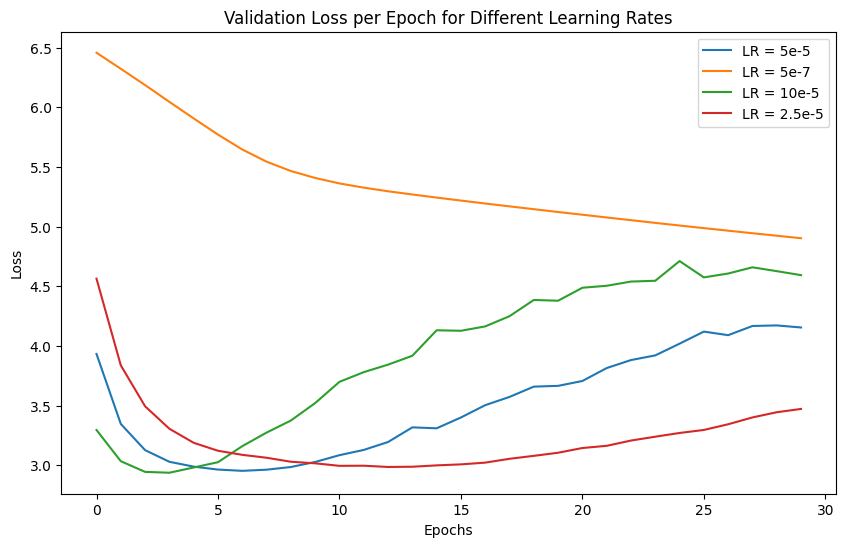 Validation Loss per Epoch for Different Learning Rates
LR = 5e-5
LR = 5e-7
LR = 10e-5
LR = 2.5e-5
Loss
6.5
6.0
5.5
5.0
4.5
4.0
3.5
3.0
0 5 10 15 20 25 30
Epochs